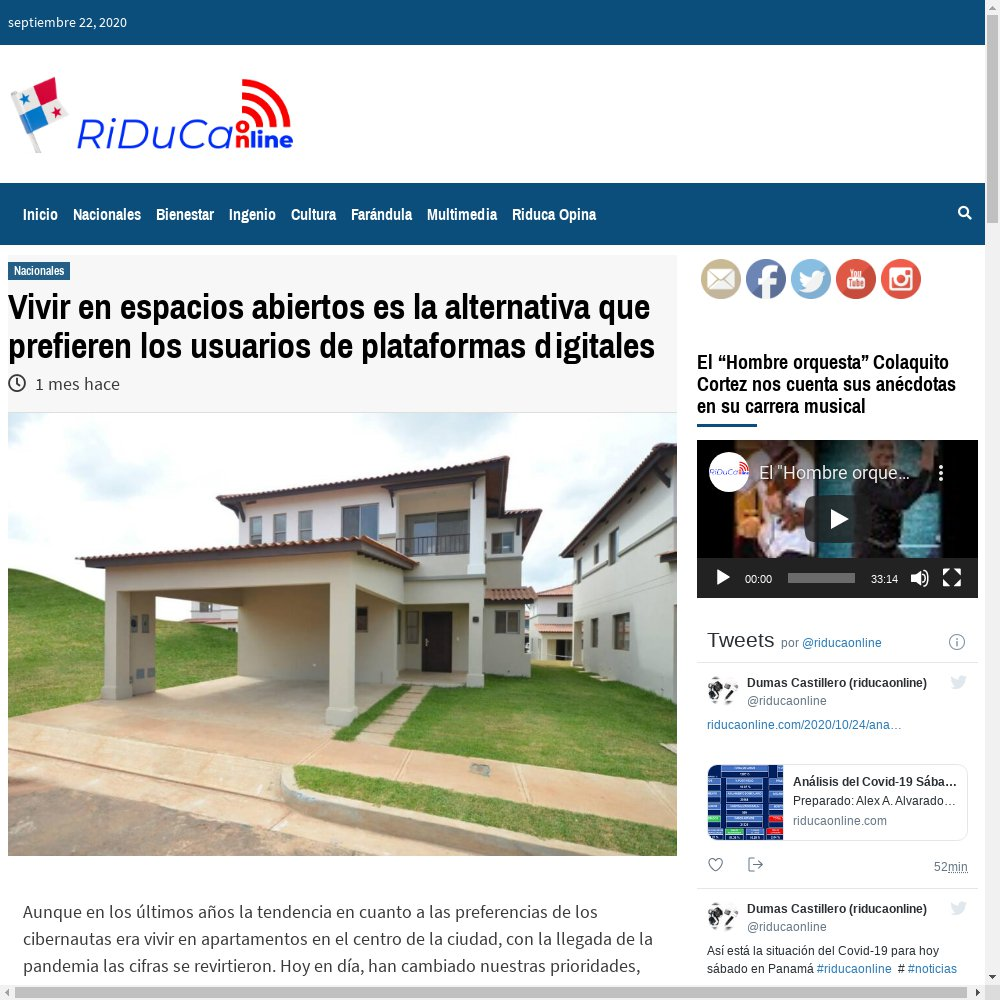 septiembre 22, 2020
RiDuCa online
Inicio Nacionales Bienestar Ingenio Cultura Farándula Multimedia Riduca Opina
Nacionales
Vivir en espacios abiertos es la alternativa que
prefieren los usuarios de plataformas digitales
1 mes hace
Aunque en los últimos años la tendencia en cuanto a las preferencias de los
cibernautas era vivir en apartamentos en el centro de la ciudad, con la llegada de la
pandemia las cifras se revirtieron. Hoy en día, han cambiado nuestras prioridades,
You Tube
El “Hombre orquesta” Colaquito
Cortez nos cuenta sus anécdotas
en su carrera musical
RiDuCa
El "Hombre orque...
00:00 33:14
Tweets por @riducaonline
Dumas Castillero (riducaonline)
@riducaonline
riducaonline.com/2020/10/24/ana…
Análisis del Covid-19 Sába…
Preparado: Alex A. Alvarado…
riducaonline.com
52min
Dumas Castillero (riducaonline)
@riducaonline
Así está la situación del Covid-19 para hoy
sábado en Panamá #riducaonline # #noticias